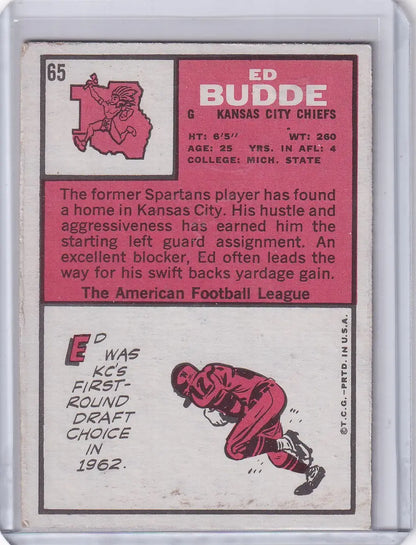 65
ED
BUDDE
G KANSAS CITY CHIEFS
HT: 6'5" WT: 260
AGE: 25 YRS. IN AFL: 4
COLLEGE: MICH. STATE
The former Spartans player has found
a home in Kansas City. His hustle and
aggressiveness has earned him the
starting left guard assignment. An
excellent blocker, Ed often leads the
way for his swift backs yardage gain.
The American Football League
ED
WAS
KC'S
FIRST-
ROUND
DRAFT
CHOICE
IN
1962.
©T.C.G.-PRTD. IN U.S.A.